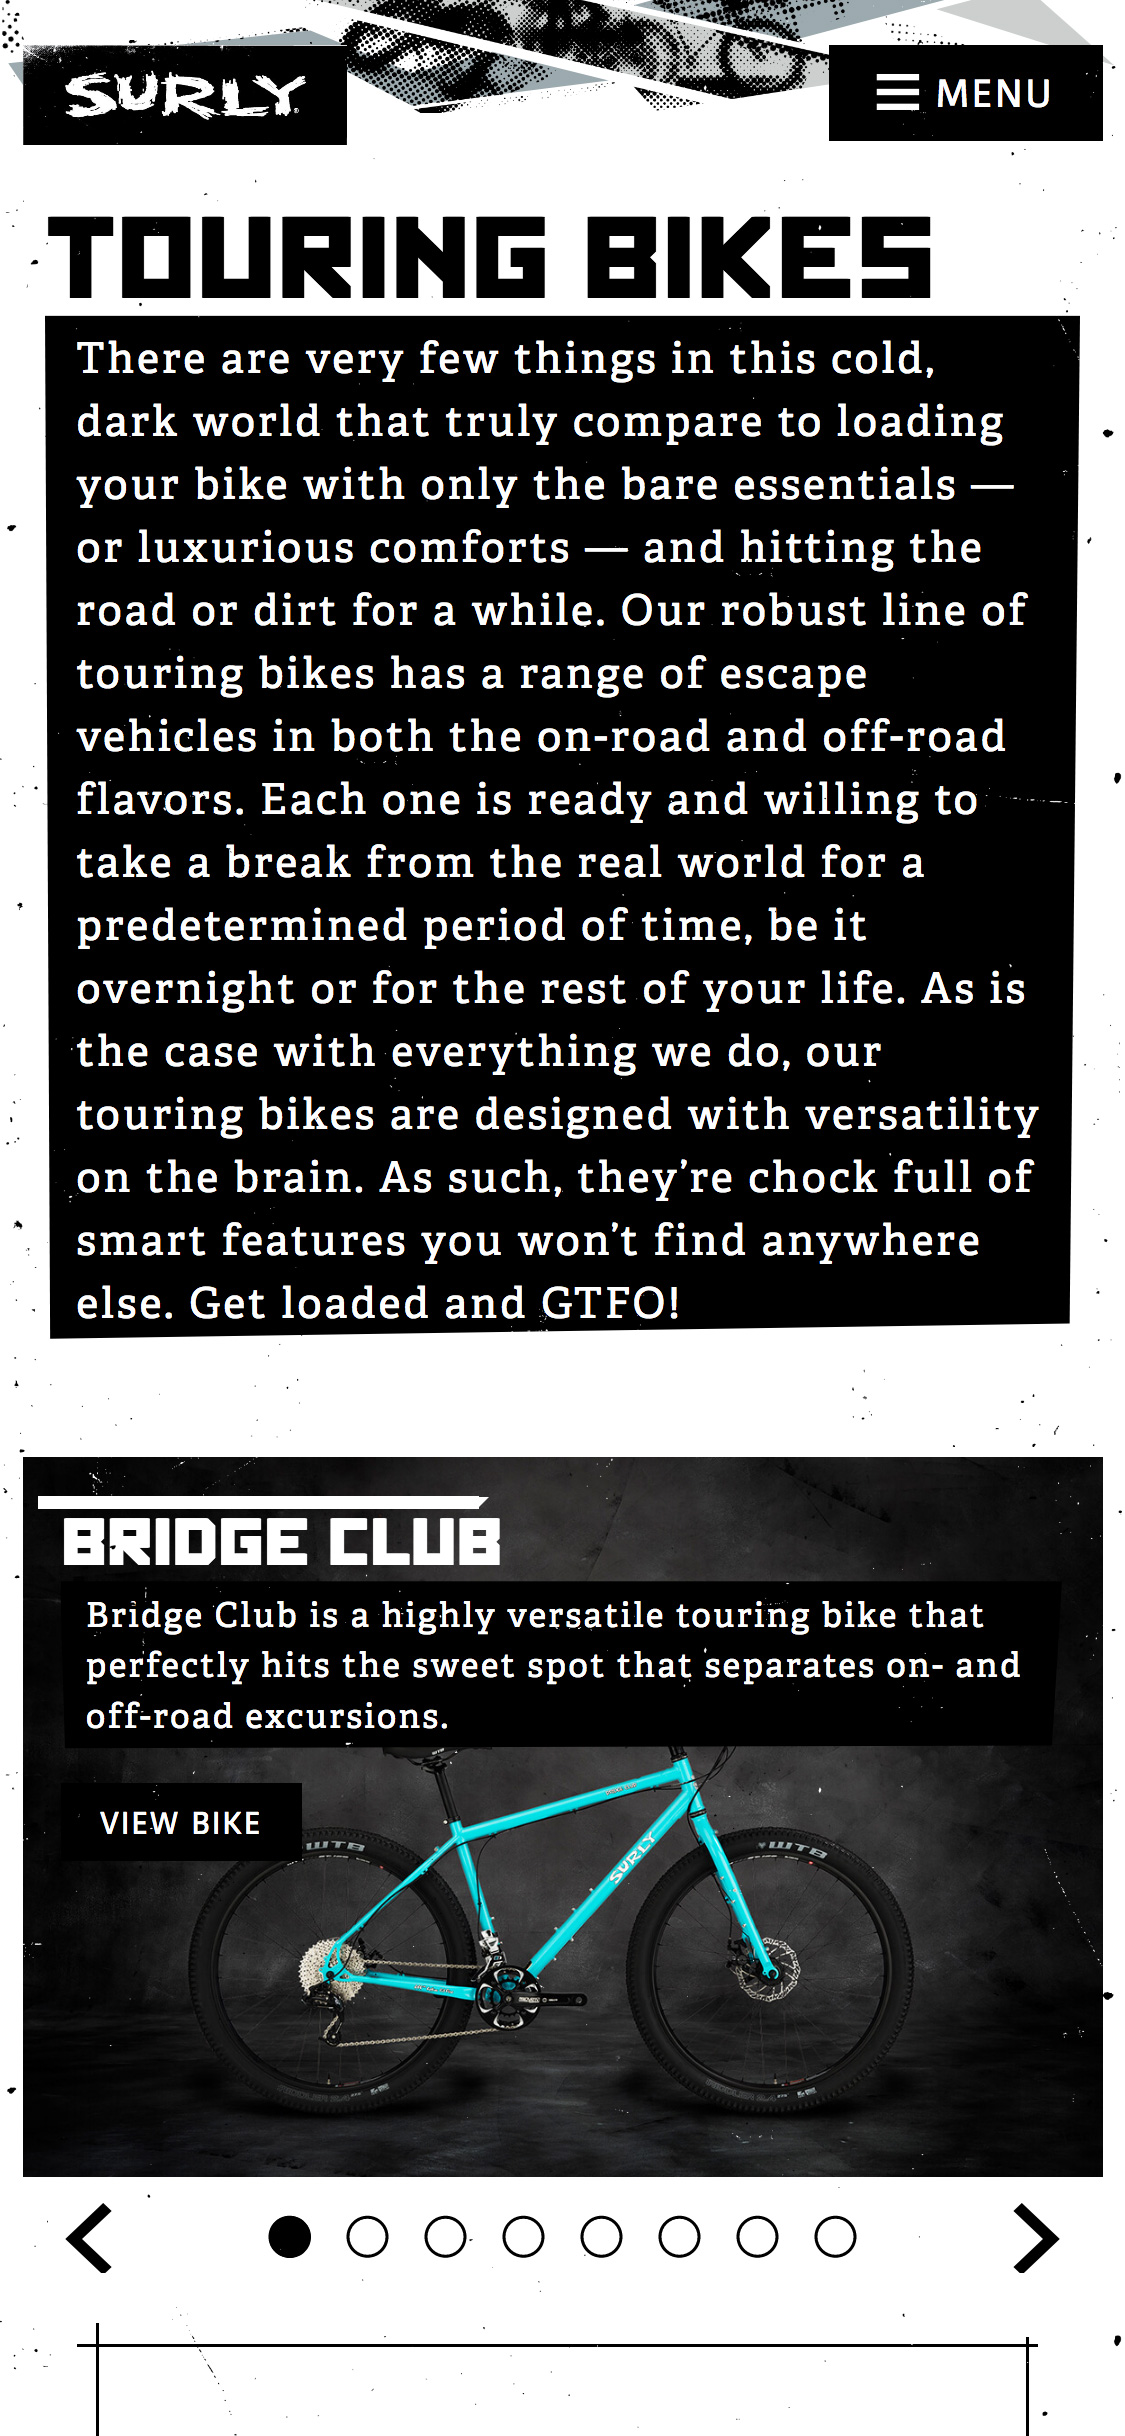 SURLY
MENU
TOURING BIKES
There are very few things in this cold,
dark world that truly compare to loading
your bike with only the bare essentials —
or luxurious comforts — and hitting the
road or dirt for a while. Our robust line of
touring bikes has a range of escape
vehicles in both the on-road and off-road
flavors. Each one is ready and willing to
take a break from the real world for a
predetermined period of time, be it
overnight or for the rest of your life. As is
the case with everything we do, our
touring bikes are designed with versatility
on the brain. As such, they’re chock full of
smart features you won’t find anywhere
else. Get loaded and GTFO!
BRIDGE CLUB
Bridge Club is a highly versatile touring bike that
perfectly hits the sweet spot that separates on- and
off-road excursions.
VIEW BIKE
WTB
SURLY
WTB